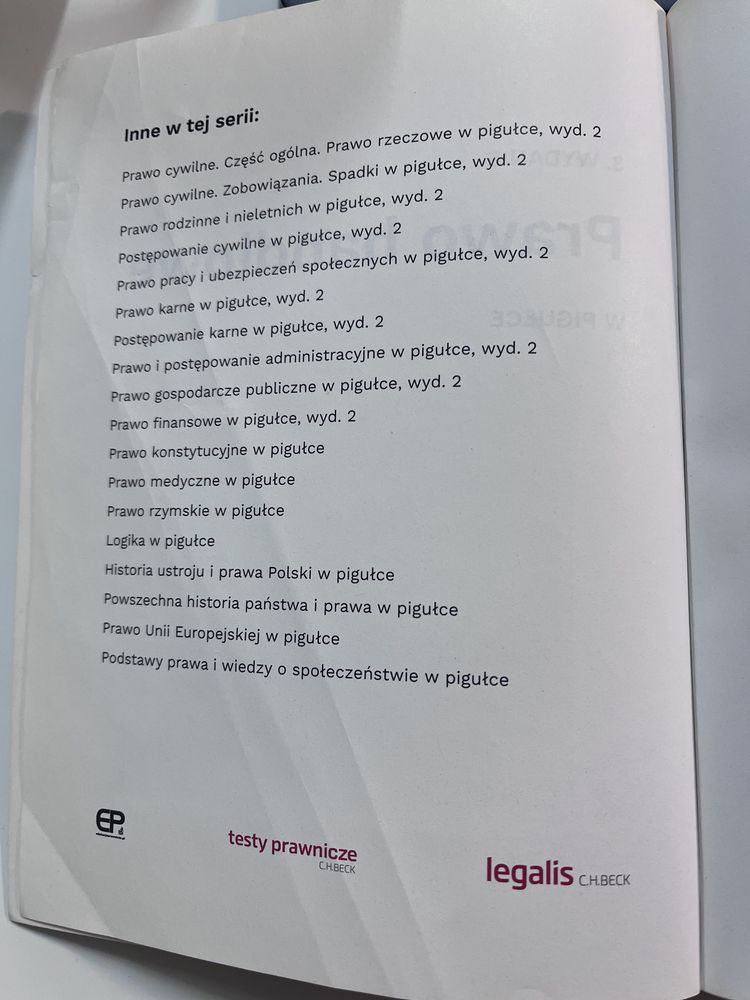 Inne w tej serii:
Prawo cywilne. Część ogólna. Prawo rzeczowe w pigułce, wyd. 2
Prawo cywilne. Zobowiązania. Spadki w pigułce, wyd. 2
Prawo rodzinne i nieletnich w pigułce, wyd. 2
Postępowanie cywilne w pigułce, wyd. 2
Prawo pracy i ubezpieczeń społecznych w pigułce, wyd. 2
Prawo karne w pigułce, wyd. 2
Postępowanie karne w pigułce, wyd. 2
Prawo i postępowanie administracyjne w pigułce, wyd. 2
Prawo gospodarcze publiczne w pigułce, wyd. 2
Prawo finansowe w pigułce, wyd. 2
Prawo konstytucyjne w pigułce
Prawo medyczne w pigułce
Prawo rzymskie w pigułce
Logika w pigułce
Historia ustroju i prawa Polski w pigułce
Powszechna historia państwa i prawa w pigułce
Prawo Unii Europejskiej w pigułce
Podstawy prawa i wiedzy o społeczeństwie w pigułce
EP
testy prawnicze
C.H.BECK
legalis C.H.BECK